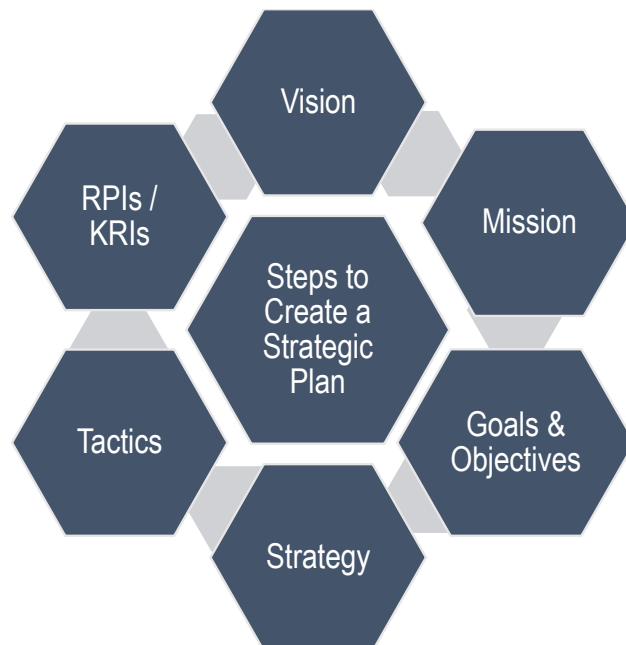 Vision
Mission
Goals &
Objectives
Strategy
Tactics
RPIs /
KRIs
Steps to
Create a
Strategic
Plan